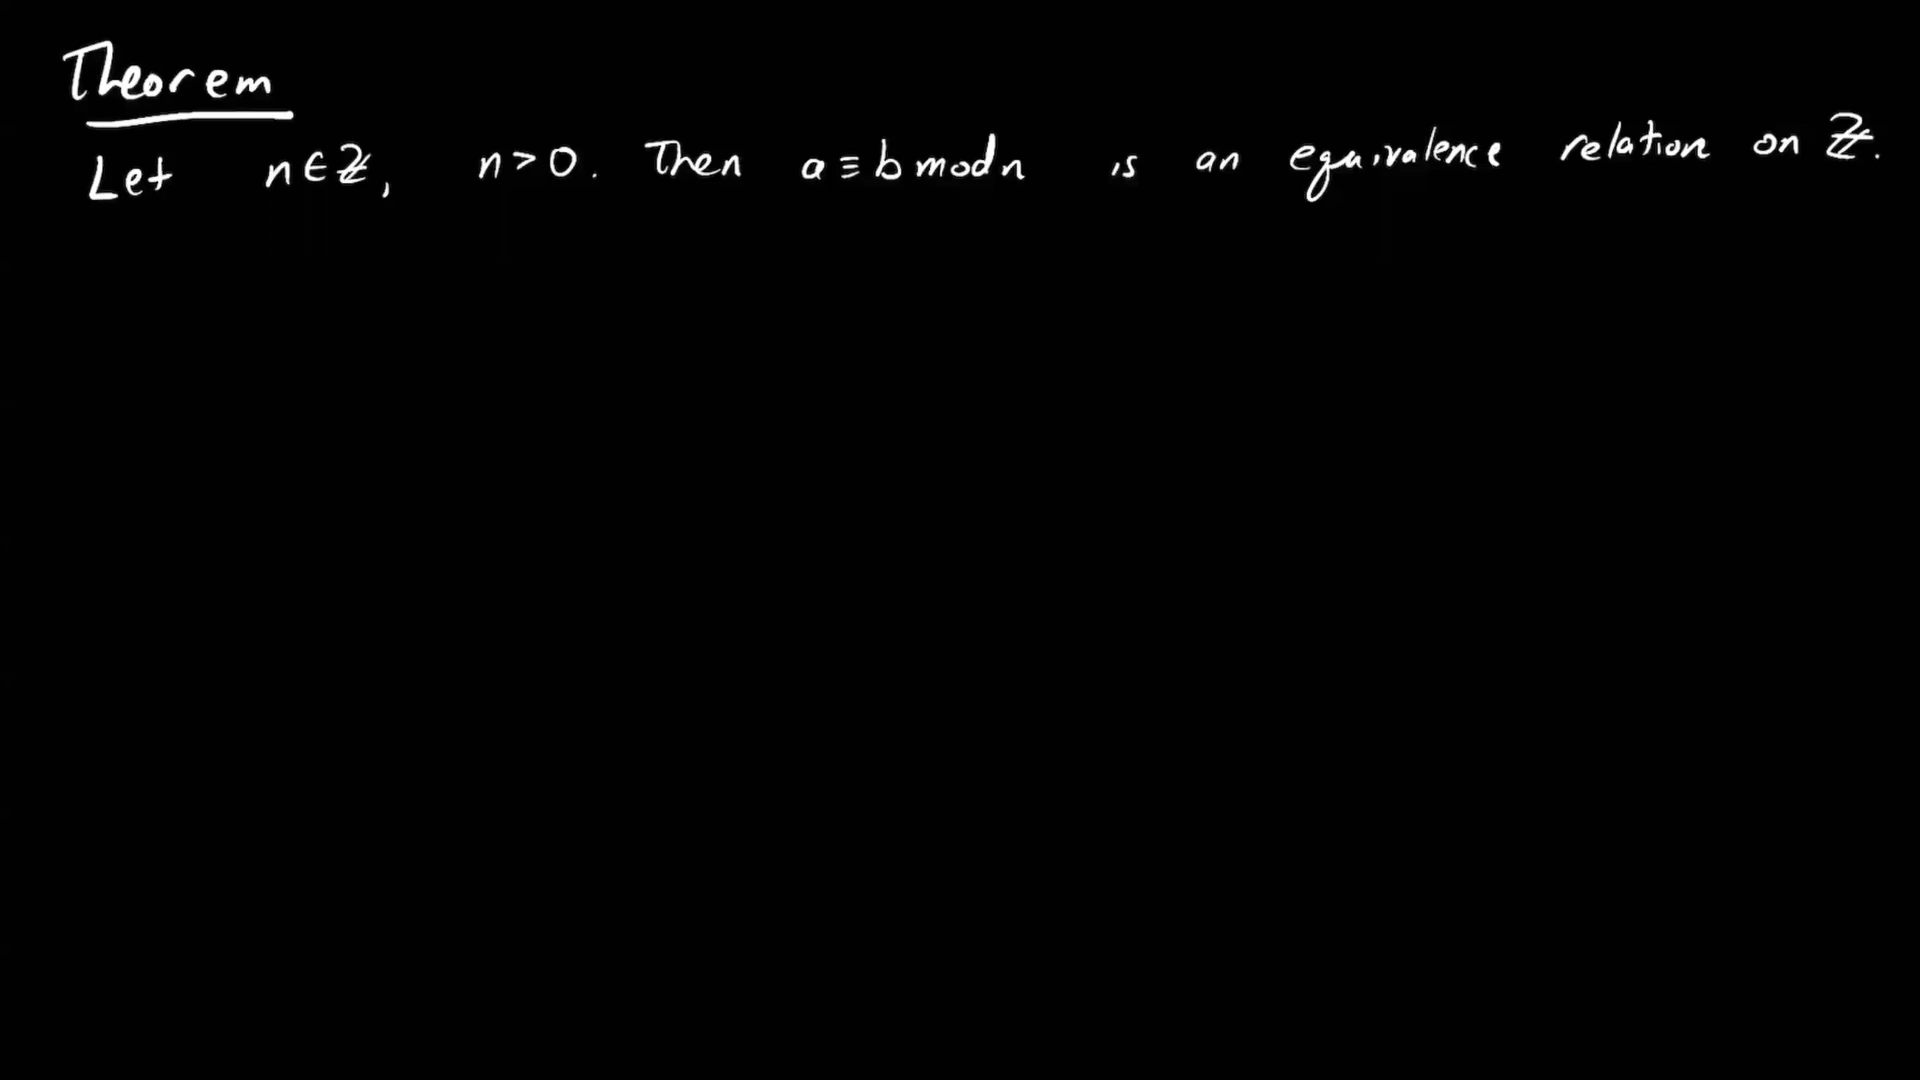 Theorem
Let n∈ℤ, n>0. Then a≡b mod n is an equivalence relation on ℤ.